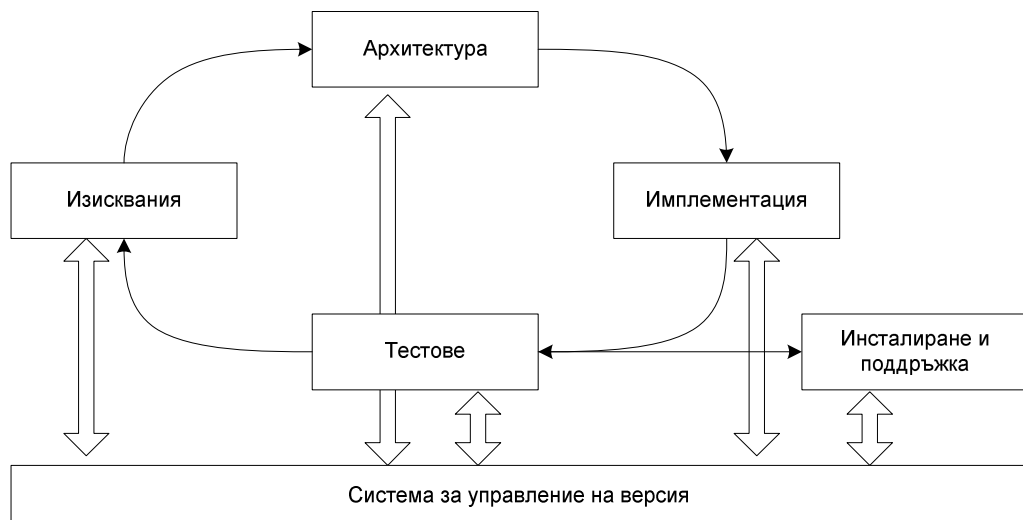 Архитектура
Изисквания
Имплементация
Тестове
Инсталиране и
поддръжка
Система за управление на версия